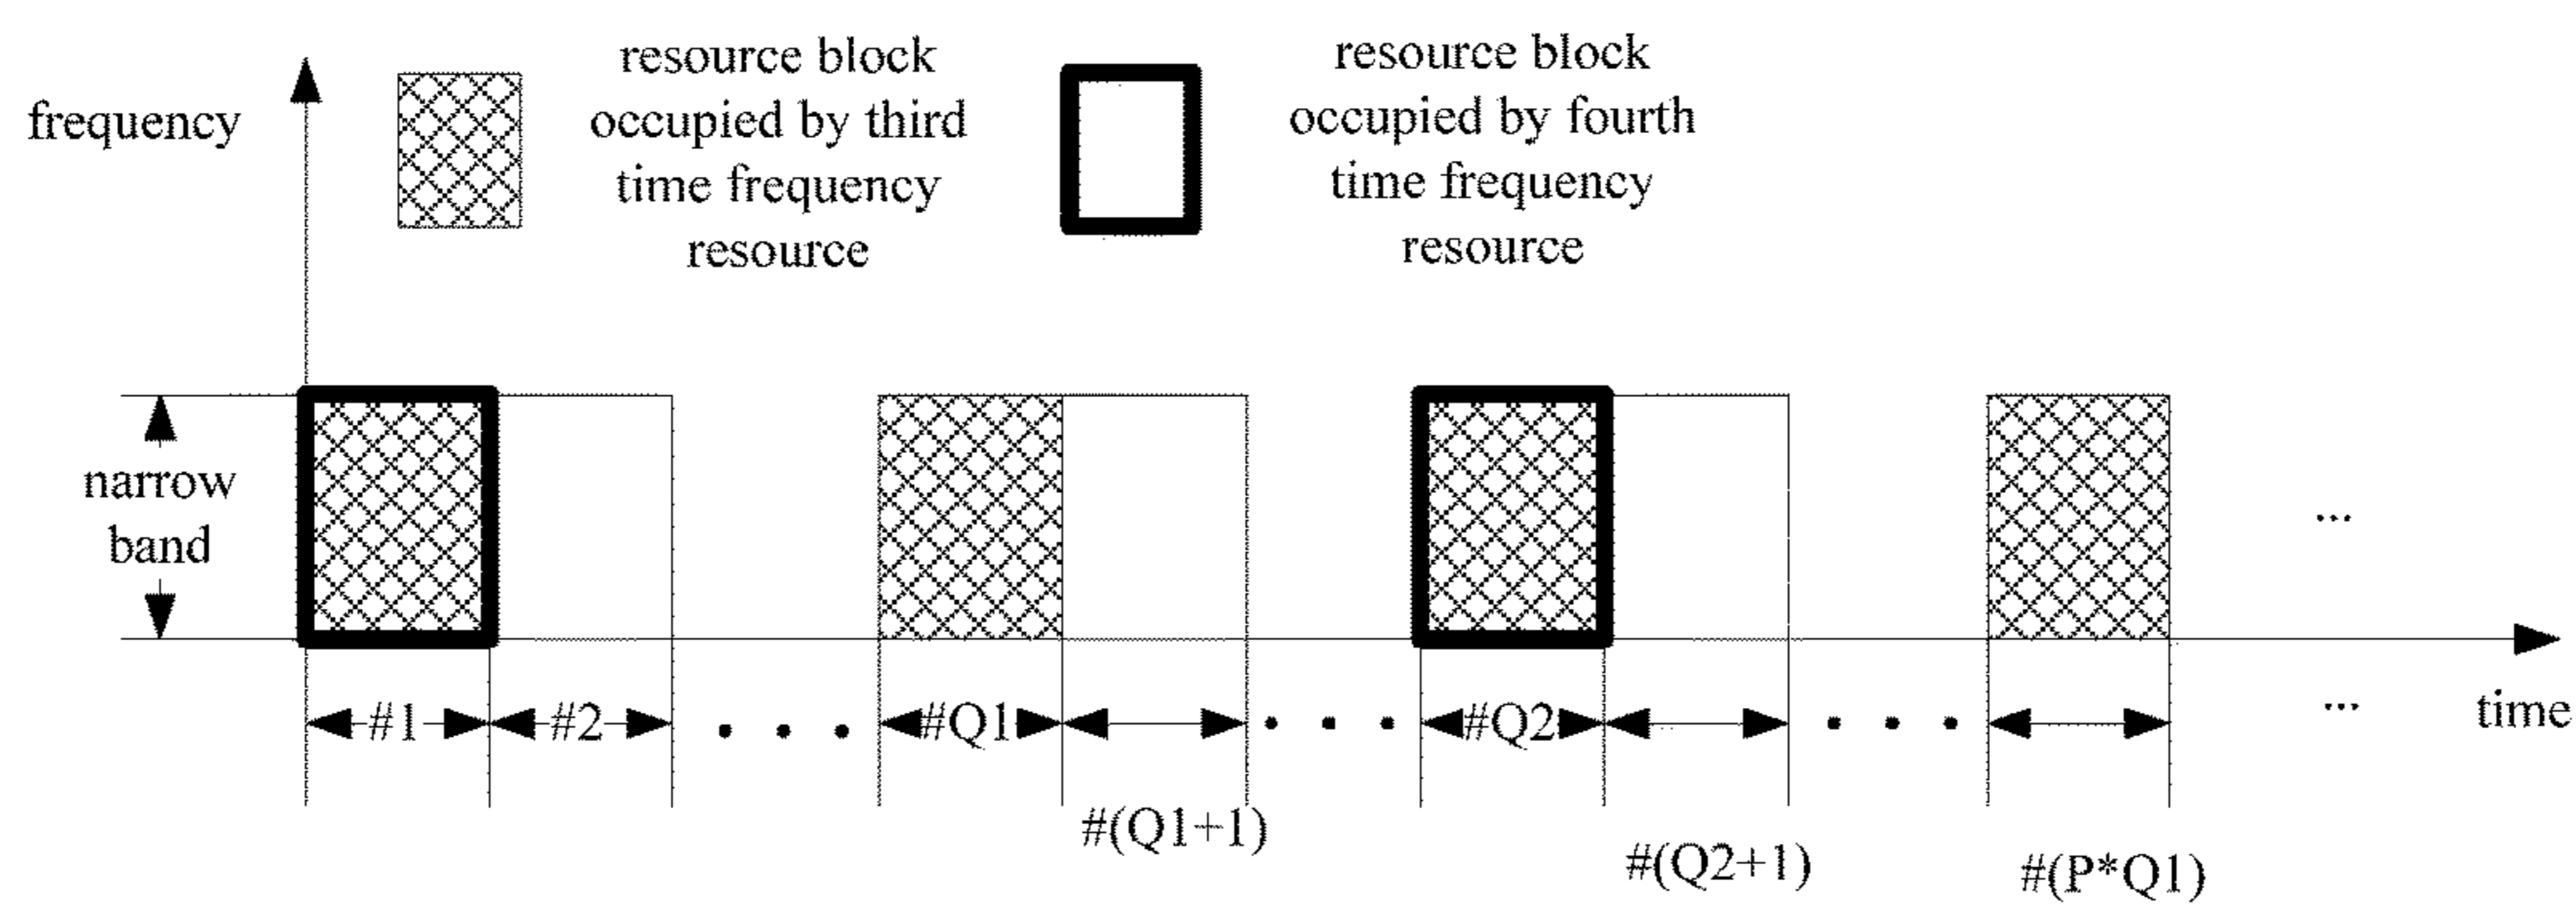 frequency
resource block
occupied by third
time frequency
resource
resource block
occupied by fourth
time frequency
resource
narrow
band
...
#1
#2
. . .
#Q1
. . .
#Q2
. . .
...
time
#(Q1+1)
#(Q2+1)
#(P*Q1)